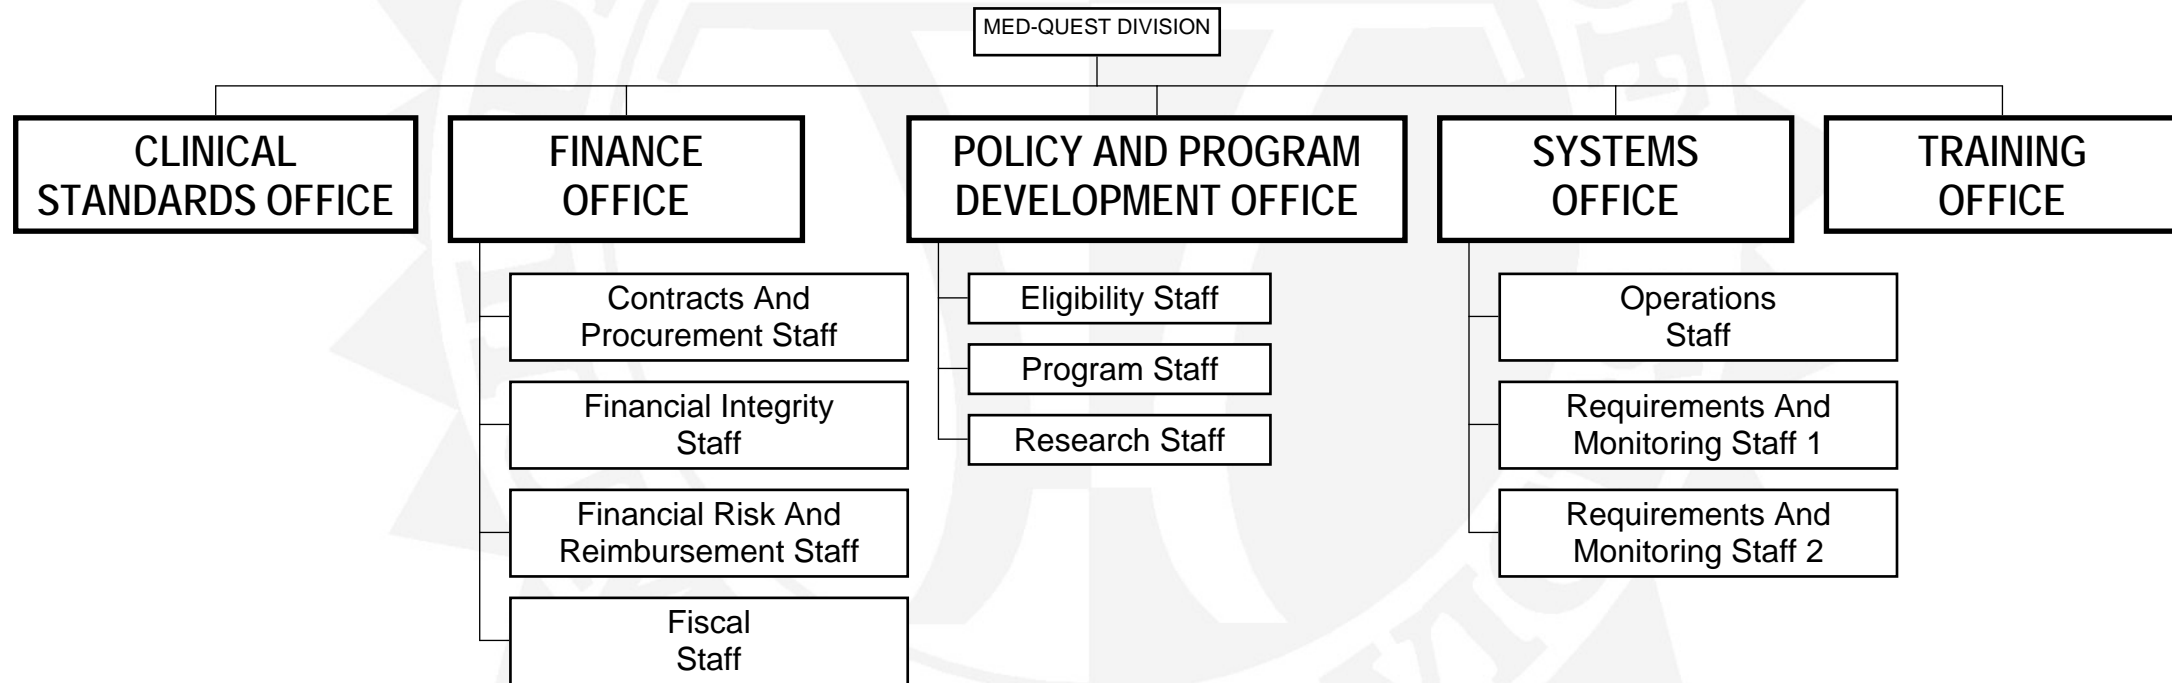 MED-QUEST DIVISION
CLINICAL
STANDARDS OFFICE
FINANCE
OFFICE
POLICY AND PROGRAM
DEVELOPMENT OFFICE
SYSTEMS
OFFICE
TRAINING
OFFICE
Contracts And
Procurement Staff
Financial Integrity
Staff
Financial Risk And
Reimbursement Staff
Fiscal
Staff
Eligibility Staff
Program Staff
Research Staff
Operations
Staff
Requirements And
Monitoring Staff 1
Requirements And
Monitoring Staff 2